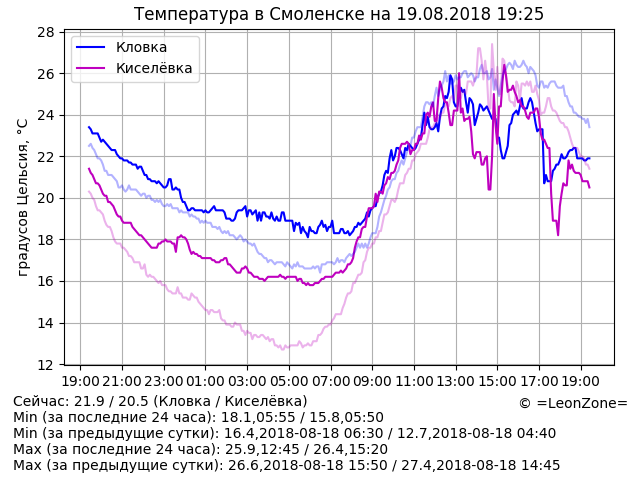 Температура в Смоленске на 19.08.2018 19:25
28
26
24
22
20
18
16
14
12
градусов Цельсия, °C
Кловка
Киселёвка
19:00 21:00 23:00 01:00 03:00 05:00 07:00 09:00 11:00 13:00 15:00 17:00 19:00
Сейчас: 21.9 / 20.5 (Кловка / Киселёвка)
© =LeonZone=
Min (за последние 24 часа): 18.1,05:55 / 15.8,05:50
Min (за предыдущие сутки): 16.4,2018-08-18 06:30 / 12.7,2018-08-18 04:40
Max (за последние 24 часа): 25.9,12:45 / 26.4,15:20
Max (за предыдущие сутки): 26.6,2018-08-18 15:50 / 27.4,2018-08-18 14:45